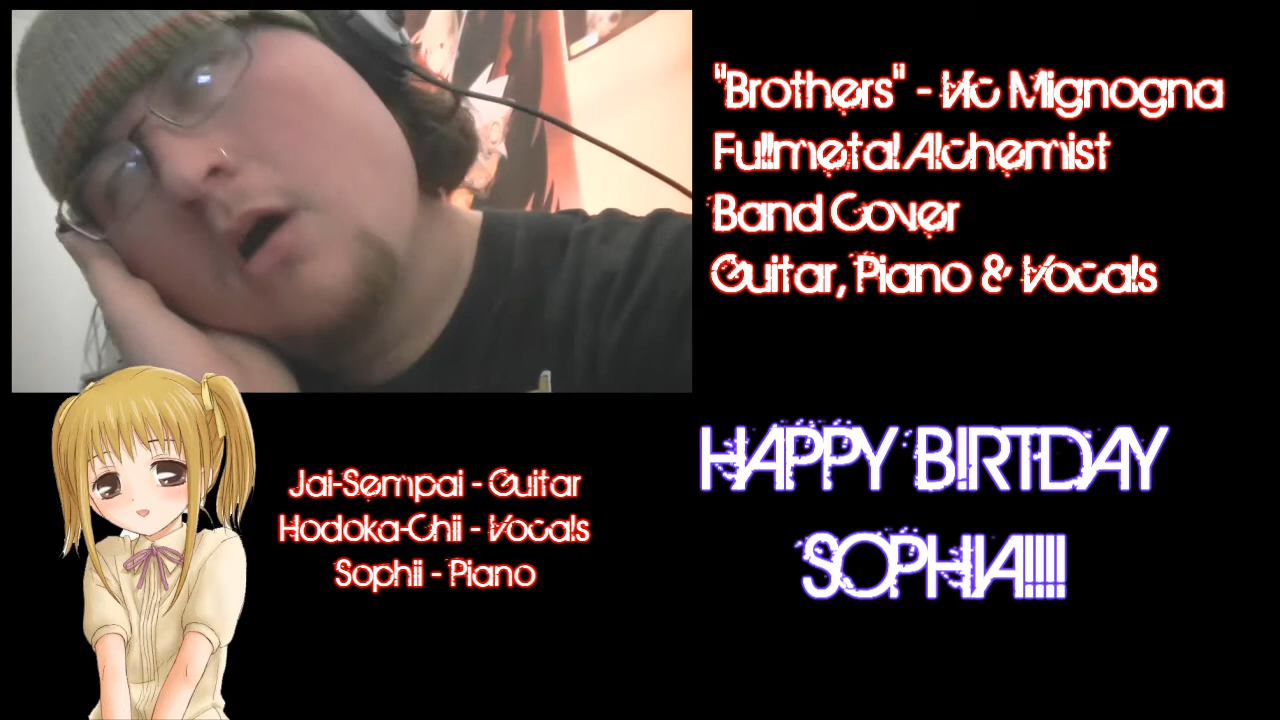 "Brothers" - Vic Mignogna
Fullmetal Alchemist
Band Cover
Guitar, Piano & Vocals
HAPPY BIRTDAY
SOPHIA!!!!
Jai-Sempai - Guitar
Hodoka-Chii - Vocals
Sophii - Piano